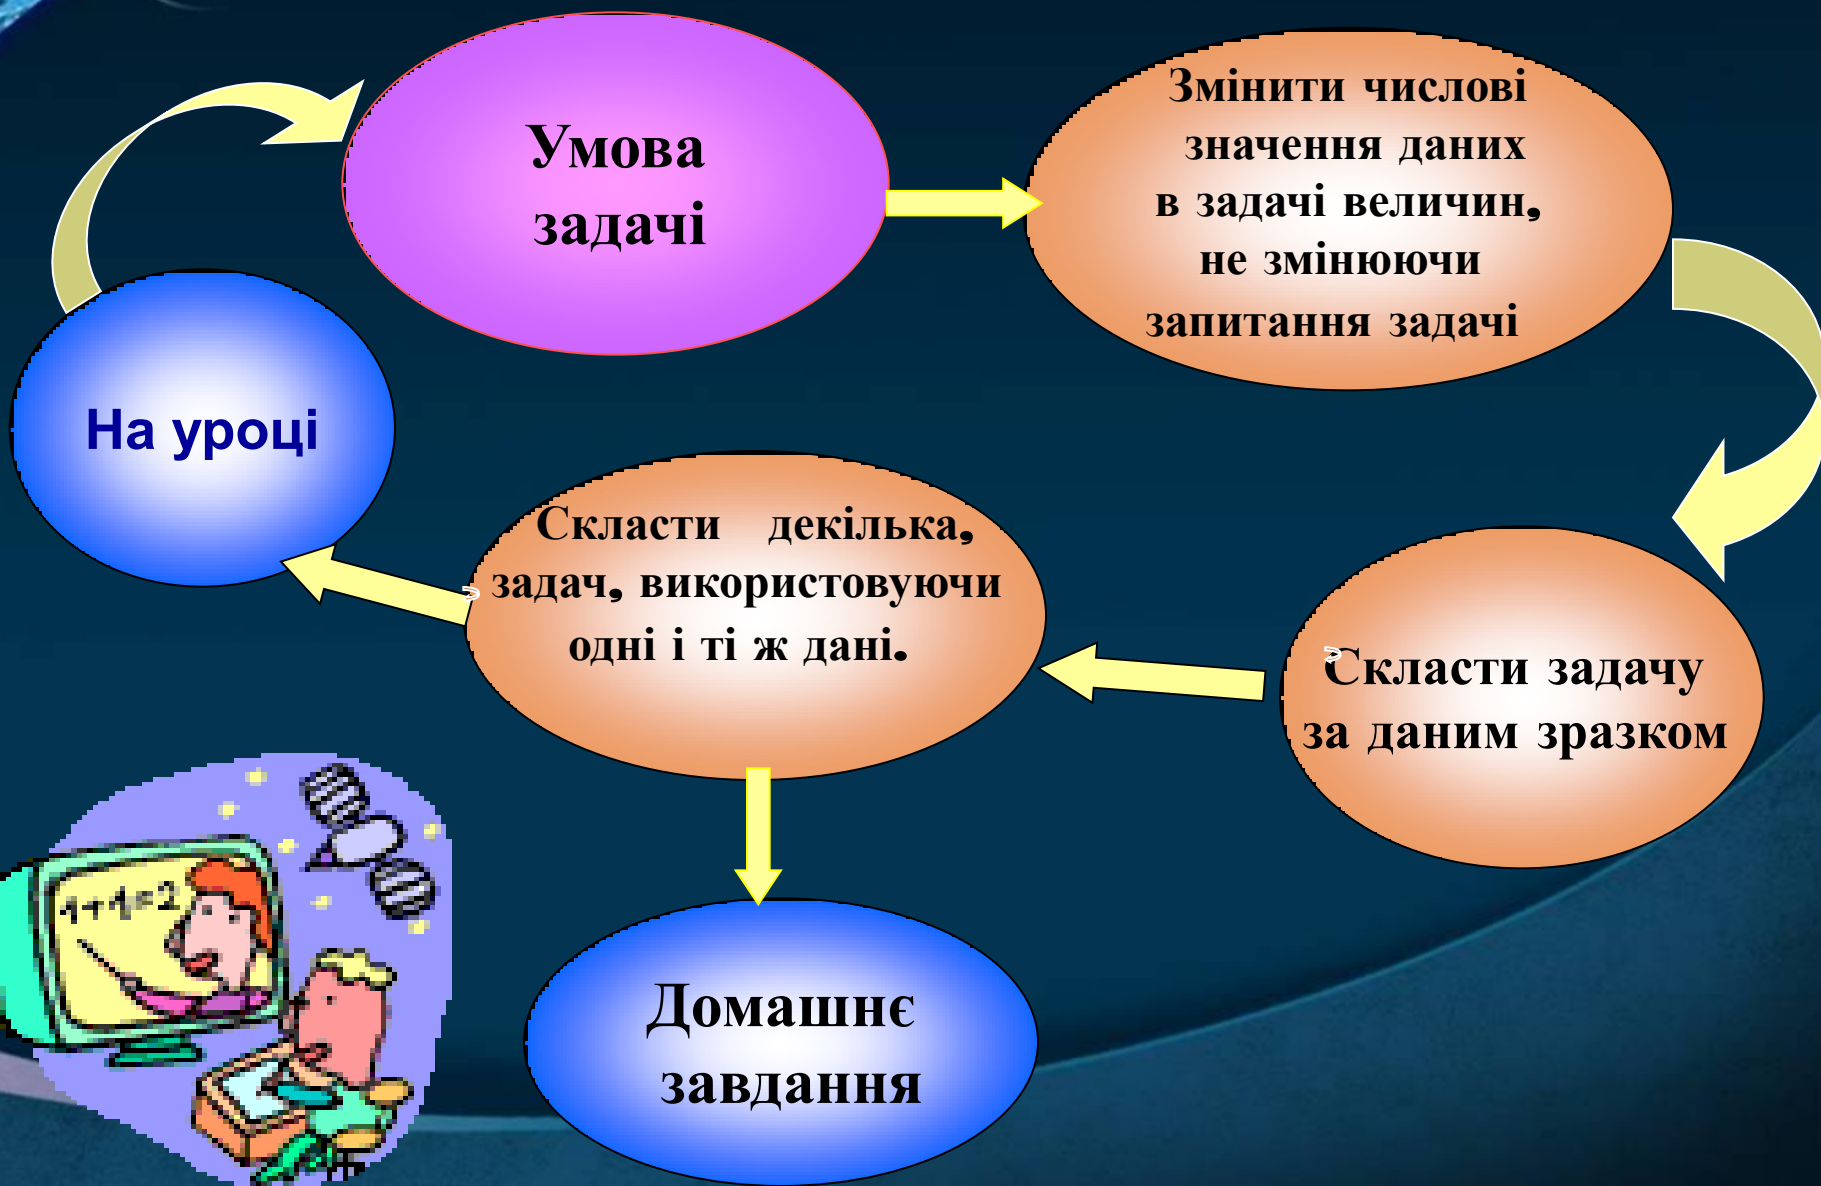 Умова
задачі
Змінити числові
значення даних
в задачі величин,
не змінюючи
запитання задачі
На уроці
Скласти декілька,
задач, використовуючи
одні і ті ж дані.
Скласти задачу
за даним зразком
Домашнє
завдання
1+1=2